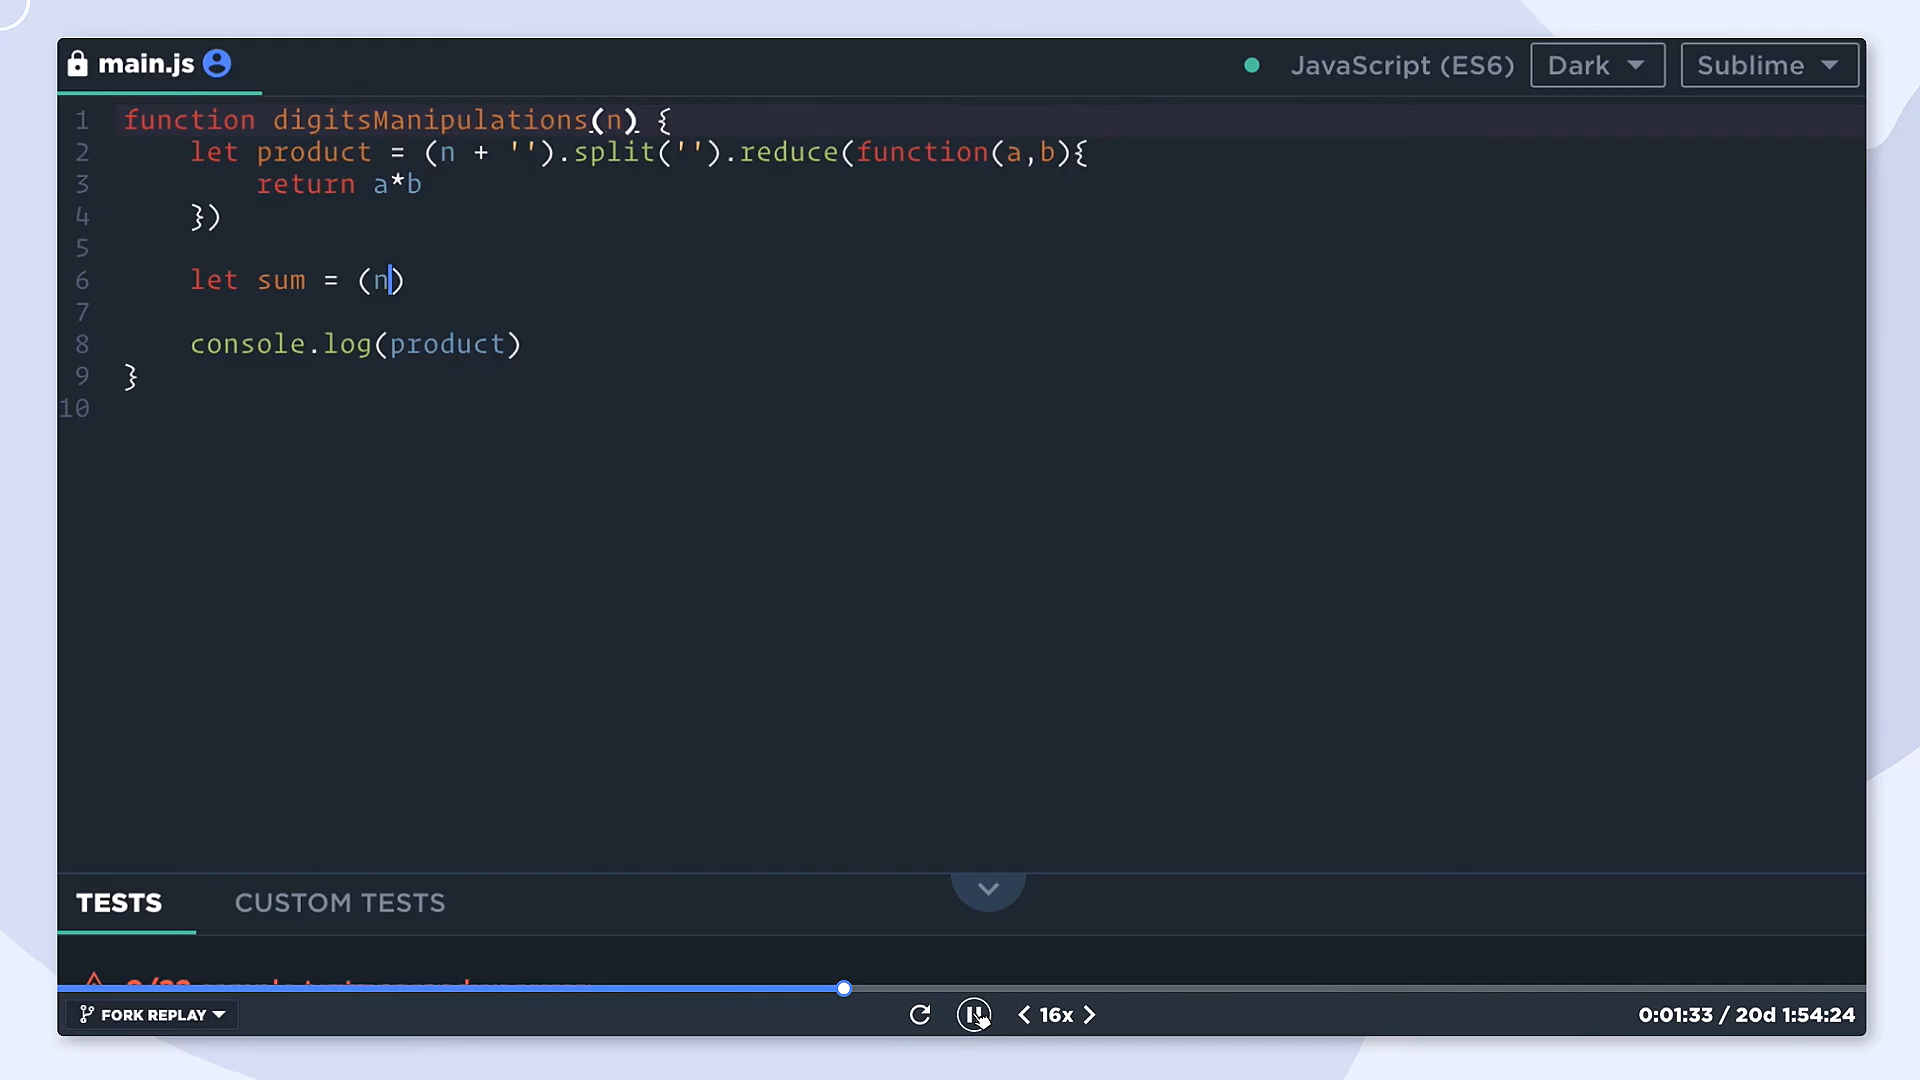 main.js
JavaScript (ES6)
Dark
Sublime
1 function digitsManipulations(n) {
2 let product = (n + '').split('').reduce(function(a,b){
3 return a*b
4 })
5
6 let sum = (n)
7
8 console.log(product)
9 }
10
TESTS
CUSTOM TESTS
FORK REPLAY
16x
0:01:33 / 20d 1:54:24